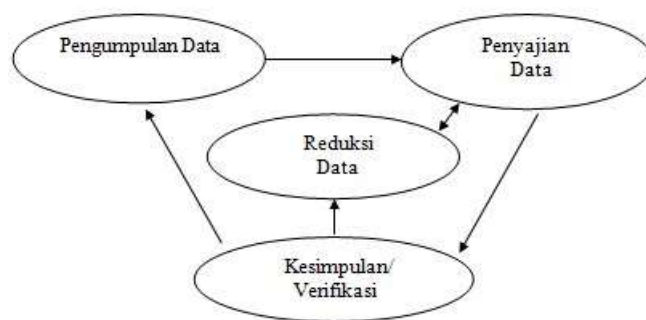 Pengumpulan Data
Penyajian
Data
Reduksi
Data
Kesimpulan/
Verifikasi